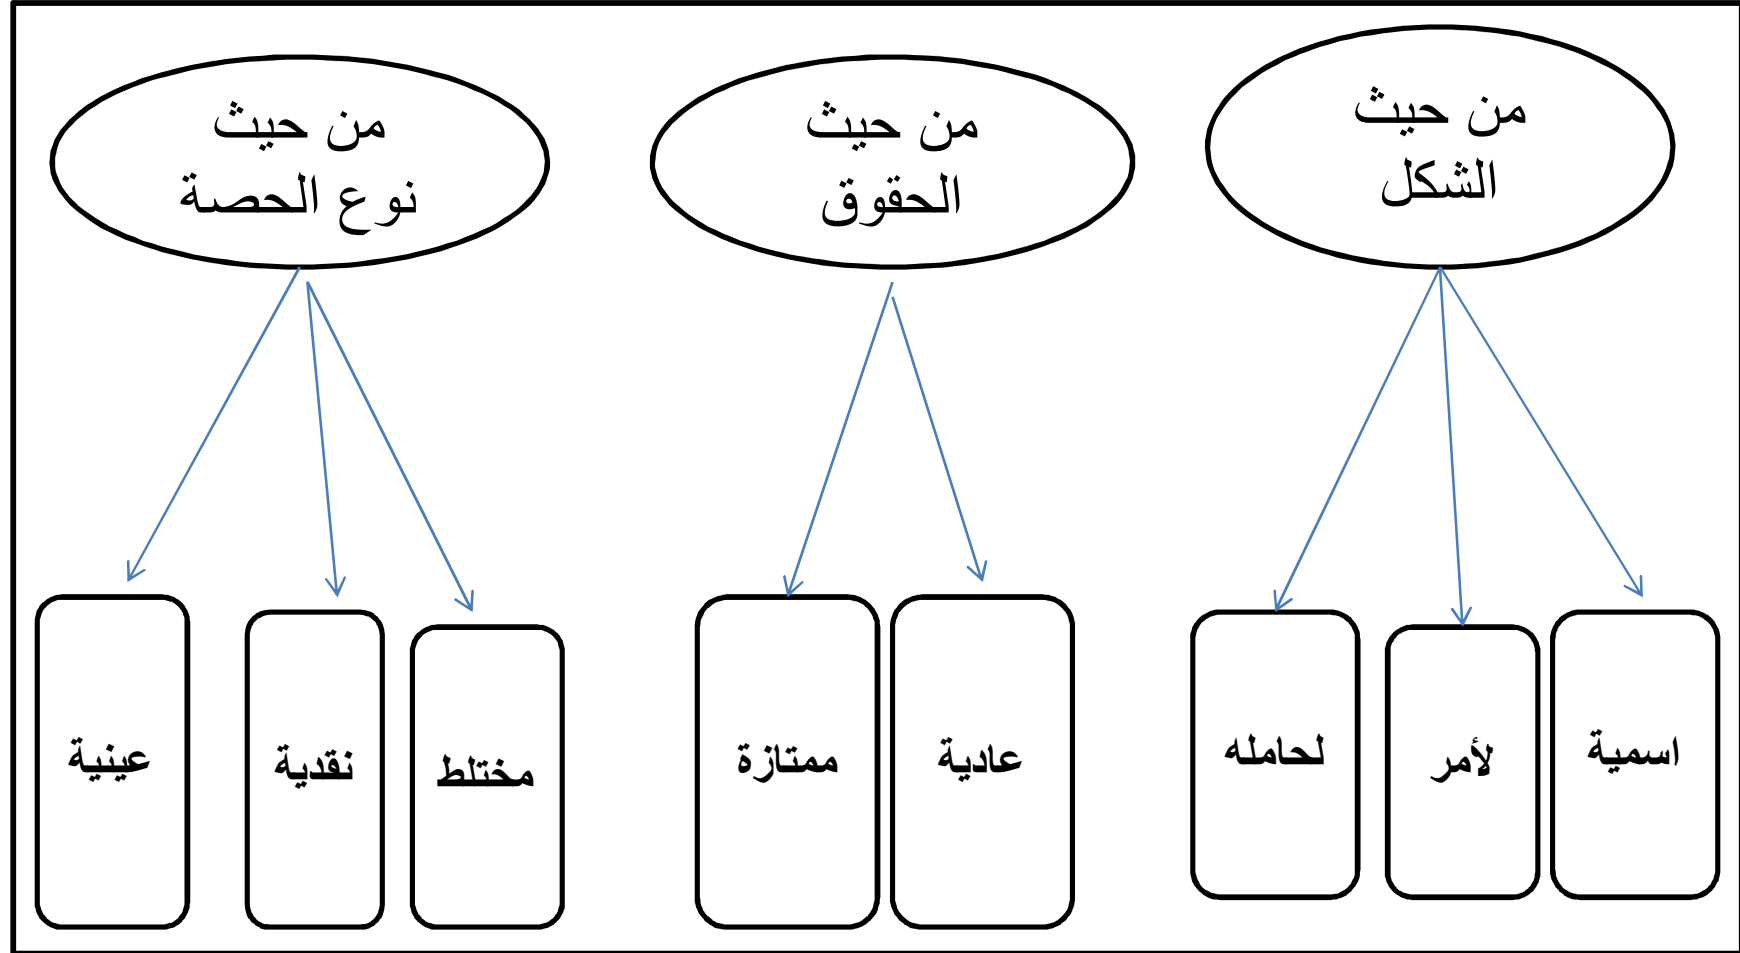 من حيث
الشكل
من حيث
الحقوق
من حيث
نوع الحصة
اسمية
لأمر
لحامله
عادية
ممتازة
مختلط
نقدية
عينية